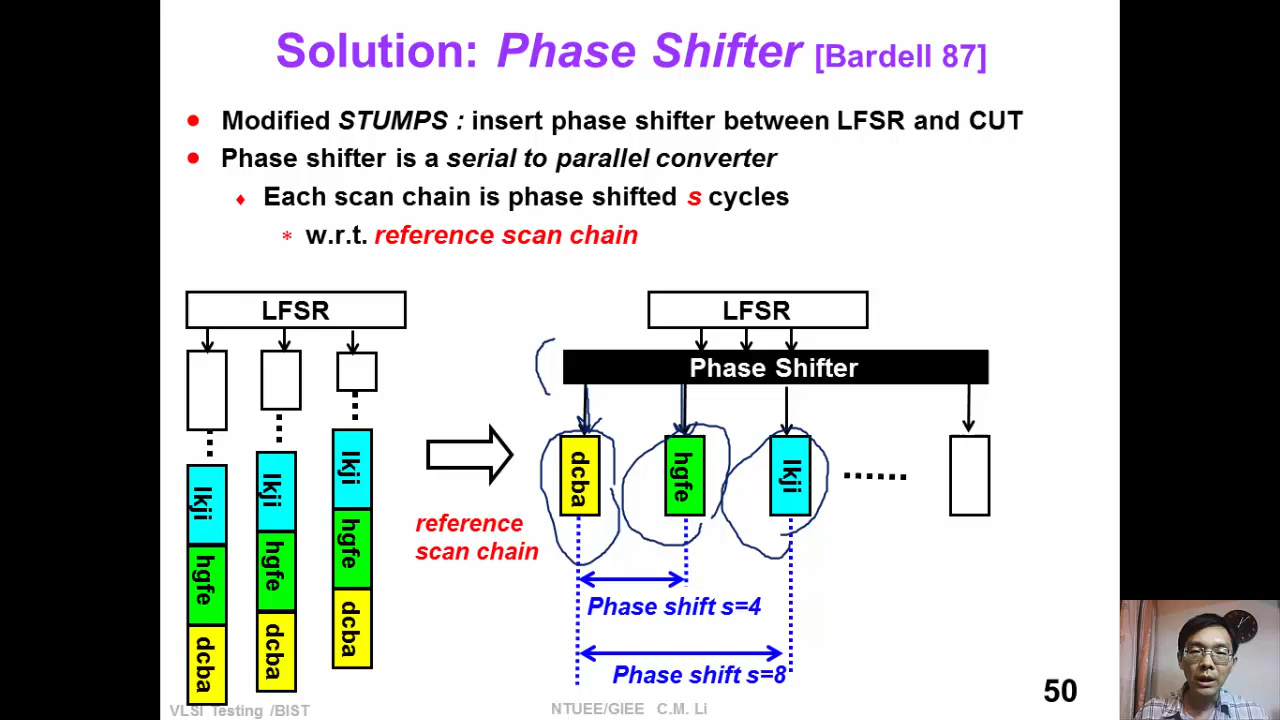 Solution: Phase Shifter [Bardell 87]
Modified STUMPS : insert phase shifter between LFSR and CUT
Phase shifter is a serial to parallel converter
Each scan chain is phase shifted s cycles
w.r.t. reference scan chain
LFSR
lkji
hgfe
dcba
lkji
hgfe
dcba
lkji
hgfe
dcba
reference
scan chain
LFSR
Phase Shifter
dcba
hgfe
lkji
Phase shift s=4
Phase shift s=8
VLSI Testing /BIST
NTUEE/GIEE C.M. Li
50